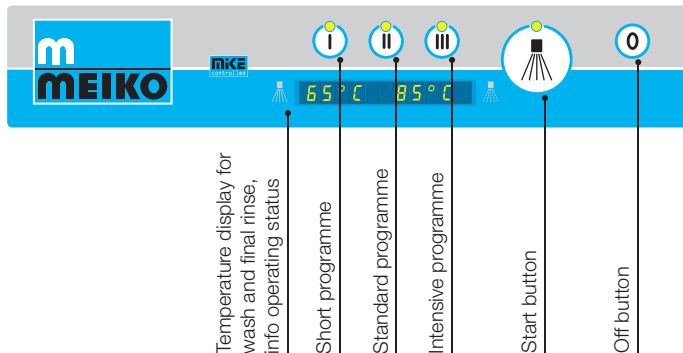 I II III 0
m
MEIKO
MIKE
controlled
65°C 85°C
Temperature display for
wash and final rinse,
info operating status
Short programme
Standard programme
Intensive programme
Start button
Off button